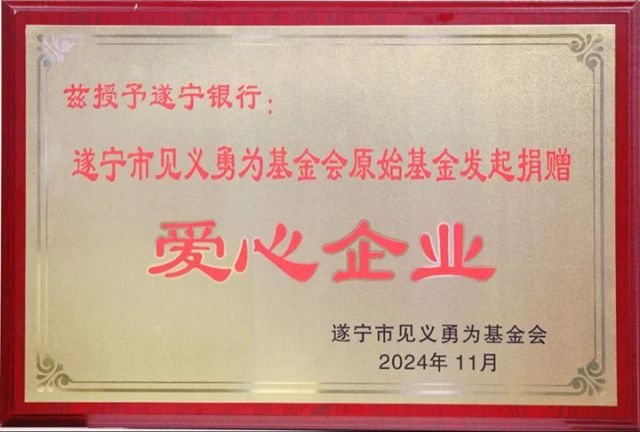 兹授予遂宁银行：
遂宁市见义勇为基金会原始基金发起捐赠
爱心企业
遂宁市见义勇为基金会
2024年 11月